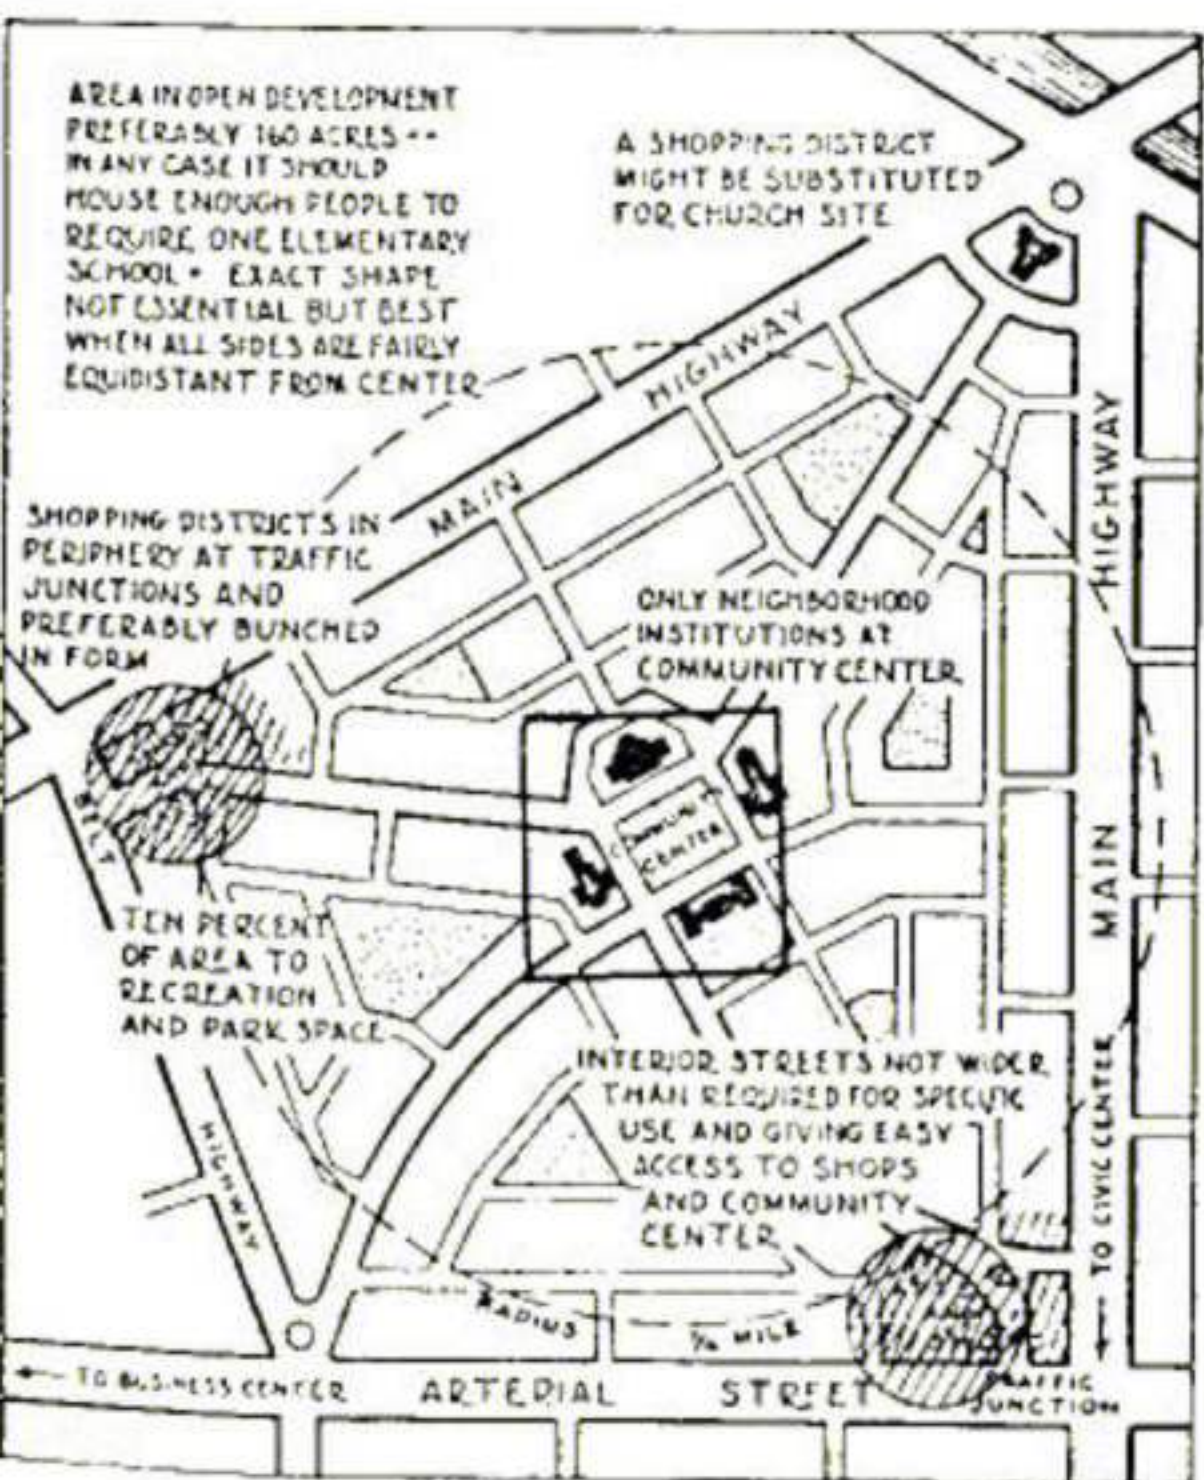 AREA IN OPEN DEVELOPMENT
PREFERABLY 160 ACRES --
IN ANY CASE IT SHOULD
HOUSE ENOUGH PEOPLE TO
REQUIRE ONE ELEMENTARY
SCHOOL • EXACT SHAPE
NOT ESSENTIAL BUT BEST
WHEN ALL SIDES ARE FAIRLY
EQUIDISTANT FROM CENTER
A SHOPPING DISTRICT
MIGHT BE SUBSTITUTED
FOR CHURCH SITE
MAIN HIGHWAY
HIGHWAY
MAIN
SHOPPING DISTRICTS IN
PERIPHERY AT TRAFFIC
JUNCTIONS AND
PREFERABLY BUNCHED
IN FORM
ONLY NEIGHBORHOOD
INSTITUTIONS AT
COMMUNITY CENTER
COMMUNITY
CENTER
BELT
HIGHWAY
TEN PERCENT
OF AREA TO
RECREATION
AND PARK SPACE
INTERIOR STREETS NOT WIDER
THAN REQUIRED FOR SPECIFIC
USE AND GIVING EASY
ACCESS TO SHOPS
AND COMMUNITY
CENTER
TO CIVIC CENTER
RADIUS
MILE
TO BUSINESS CENTER
ARTERIAL STREET
TRAFFIC
JUNCTION